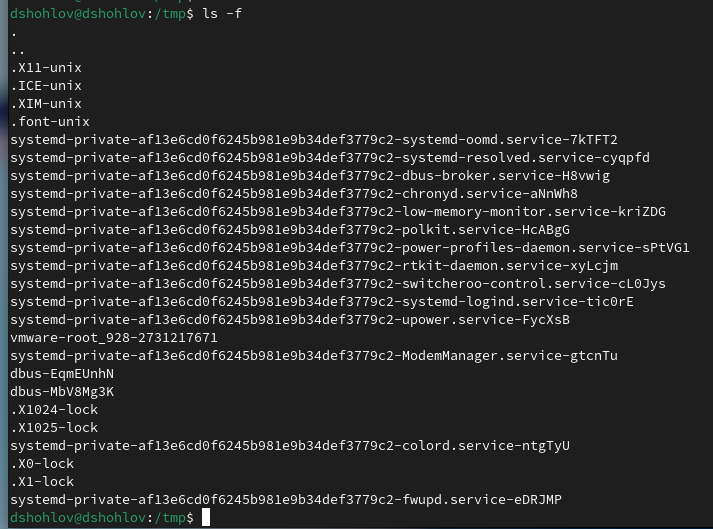 dshohlov@dshohlov:/tmp$ ls -f
.
..
.X11-unix
.ICE-unix
.XIM-unix
.font-unix
systemd-private-af13e6cd0f6245b981e9b34def3779c2-systemd-oomd.service-7kTFT2
systemd-private-af13e6cd0f6245b981e9b34def3779c2-systemd-resolved.service-cyqpfd
systemd-private-af13e6cd0f6245b981e9b34def3779c2-dbus-broker.service-H8vwig
systemd-private-af13e6cd0f6245b981e9b34def3779c2-chronyd.service-aNnWh8
systemd-private-af13e6cd0f6245b981e9b34def3779c2-low-memory-monitor.service-kriZDG
systemd-private-af13e6cd0f6245b981e9b34def3779c2-polkit.service-HcABgG
systemd-private-af13e6cd0f6245b981e9b34def3779c2-power-profiles-daemon.service-sPtVG1
systemd-private-af13e6cd0f6245b981e9b34def3779c2-rtkit-daemon.service-xyLcjm
systemd-private-af13e6cd0f6245b981e9b34def3779c2-switcheroo-control.service-cL0Jys
systemd-private-af13e6cd0f6245b981e9b34def3779c2-systemd-logind.service-tic0rE
systemd-private-af13e6cd0f6245b981e9b34def3779c2-upower.service-FycXsB
vmware-root_928-2731217671
systemd-private-af13e6cd0f6245b981e9b34def3779c2-ModemManager.service-gtcnTu
dbus-EqmEUnhN
dbus-MbV8Mg3K
.X1024-lock
.X1025-lock
systemd-private-af13e6cd0f6245b981e9b34def3779c2-colord.service-ntgTyU
.X0-lock
.X1-lock
systemd-private-af13e6cd0f6245b981e9b34def3779c2-fwupd.service-eDRJMP
dshohlov@dshohlov:/tmp$